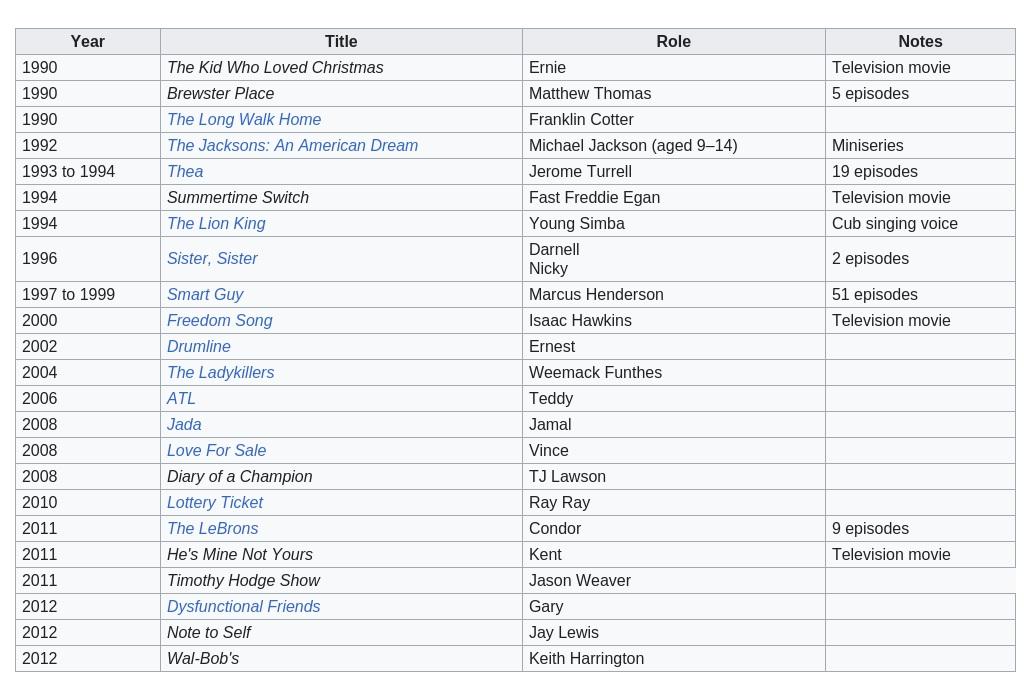 Year Title Role Notes
1990 The Kid Who Loved Christmas Ernie Television movie
1990 Brewster Place Matthew Thomas 5 episodes
1990 The Long Walk Home Franklin Cotter
1992 The Jacksons: An American Dream Michael Jackson (aged 9–14) Miniseries
1993 to 1994 Thea Jerome Turrell 19 episodes
1994 Summertime Switch Fast Freddie Egan Television movie
1994 The Lion King Young Simba Cub singing voice
1996 Sister, Sister Darnell
Nicky 2 episodes
1997 to 1999 Smart Guy Marcus Henderson 51 episodes
2000 Freedom Song Isaac Hawkins Television movie
2002 Drumline Ernest
2004 The Ladykillers Weemack Funthes
2006 ATL Teddy
2008 Jada Jamal
2008 Love For Sale Vince
2008 Diary of a Champion TJ Lawson
2010 Lottery Ticket Ray Ray
2011 The LeBrons Condor 9 episodes
2011 He's Mine Not Yours Kent Television movie
2011 Timothy Hodge Show Jason Weaver
2012 Dysfunctional Friends Gary
2012 Note to Self Jay Lewis
2012 Wal-Bob's Keith Harrington